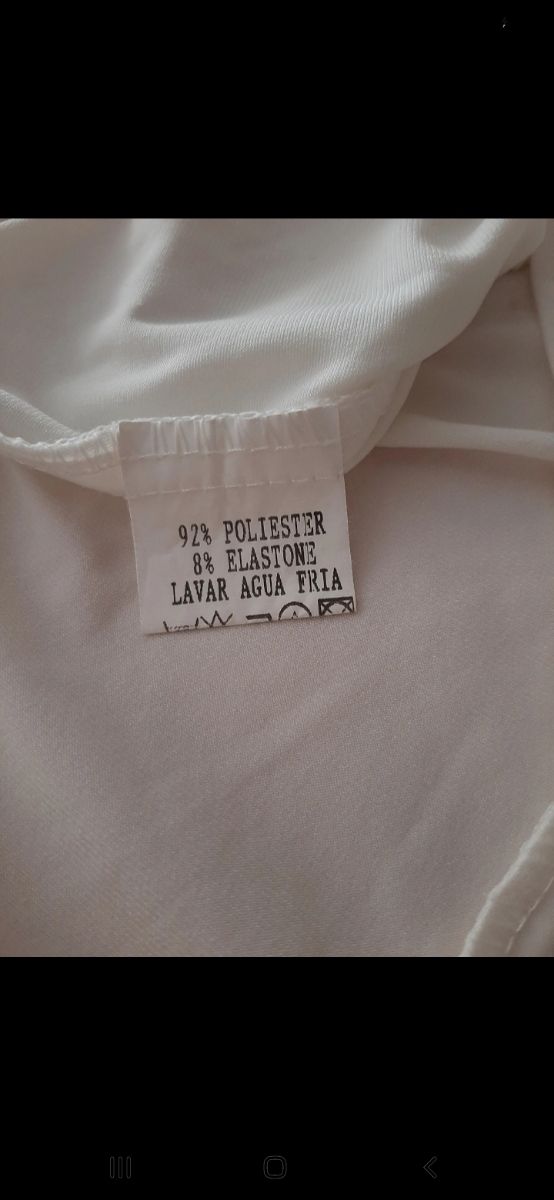 92% POLIESTER
8% ELASTONE
LAVAR AGUA FRIA